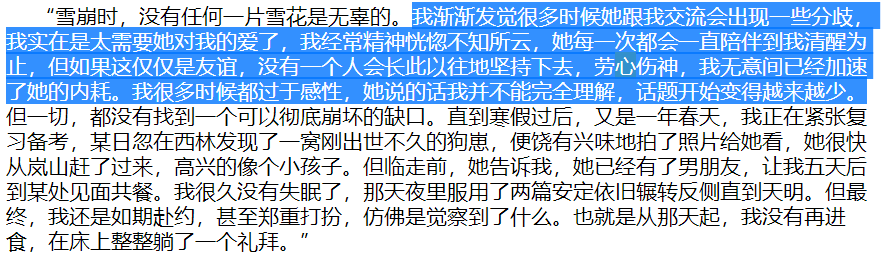 “雪崩时，没有任何一片雪花是无辜的。我渐渐发觉很多时候她跟我交流会出现一些分歧，
我实在是太需要她对我的爱了，我经常精神恍惚不知所云，她每一次都会一直陪伴到我清醒为
止，但如果这仅仅是友谊，没有一个人会长此以往地坚持下去，劳心伤神，我无意间已经加速
了她的内耗。我很多时候都过于感性，她说的话我并不能完全理解，话题开始变得越来越少。
但一切，都没有找到一个可以彻底崩坏的缺口。直到寒假过后，又是一年春天，我正在紧张复
习备考，某日忽在西林发现了一窝刚出世不久的狗崽，便饶有兴味地拍了照片给她看，她很快
从岚山赶了过来，高兴的像个小孩子。但临走前，她告诉我，她已经有了男朋友，让我五天后
到某处见面共餐。我很久没有失眠了，那天夜里服用了两篇安定依旧辗转反侧直到天明。但最
终，我还是如期赴约，甚至郑重打扮，仿佛是觉察到了什么。也就是从那天起，我没有再进
食，在床上整整躺了一个礼拜。”